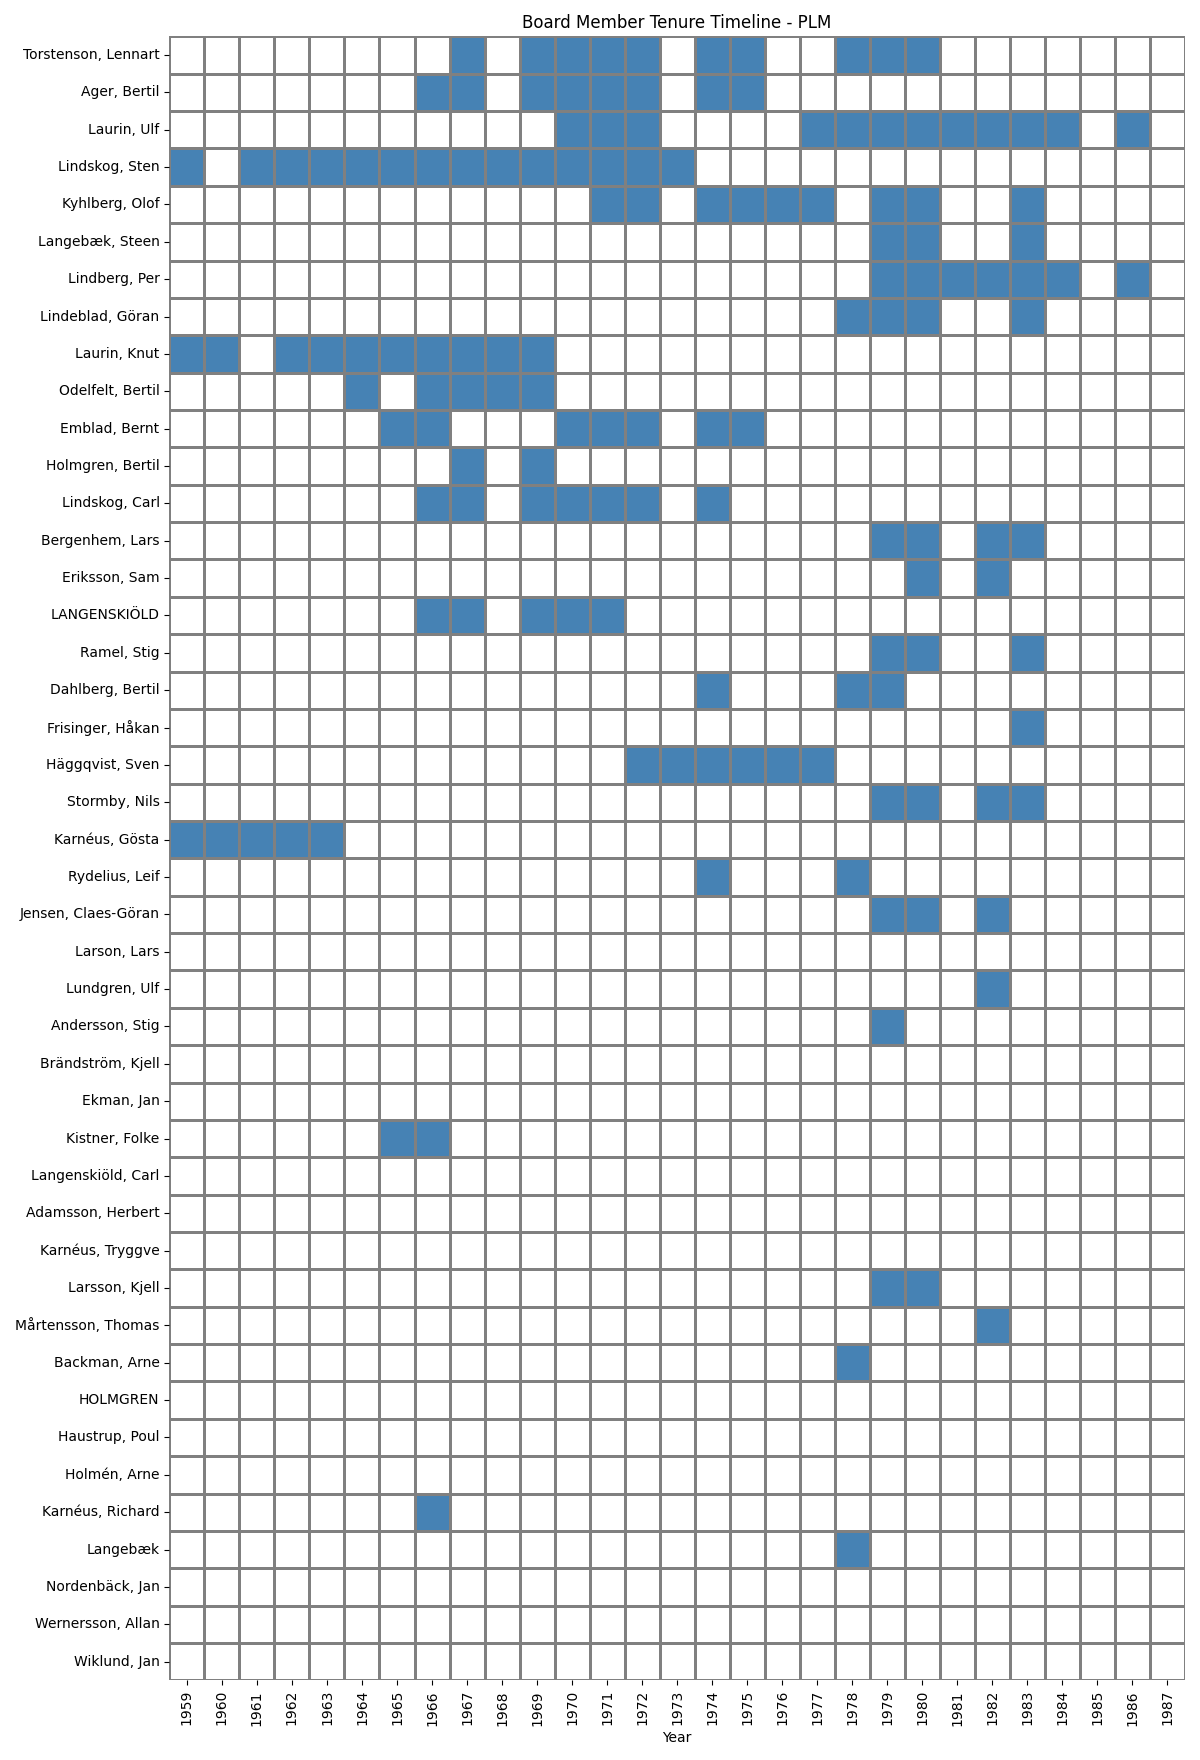 Board Member Tenure Timeline - PLM
Torstenson, Lennart
Ager, Bertil
Laurin, Ulf
Lindskog, Sten
Kyhlberg, Olof
Langebæk, Steen
Lindberg, Per
Lindeblad, Göran
Laurin, Knut
Odelfelt, Bertil
Emblad, Bernt
Holmgren, Bertil
Lindskog, Carl
Bergenhem, Lars
Eriksson, Sam
LANGENSKIÖLD
Ramel, Stig
Dahlberg, Bertil
Frisinger, Håkan
Häggqvist, Sven
Stormby, Nils
Karnéus, Gösta
Rydelius, Leif
Jensen, Claes-Göran
Larson, Lars
Lundgren, Ulf
Andersson, Stig
Brändström, Kjell
Ekman, Jan
Kistner, Folke
Langenskiöld, Carl
Adamsson, Herbert
Karnéus, Tryggve
Larsson, Kjell
Mårtensson, Thomas
Backman, Arne
HOLMGREN
Haustrup, Poul
Holmén, Arne
Karnéus, Richard
Langebæk
Nordenbäck, Jan
Wernersson, Allan
Wiklund, Jan
1959 1960 1961 1962 1963 1964 1965 1966 1967 1968 1969 1970 1971 1972 1973 1974 1975 1976 1977 1978 1979 1980 1981 1982 1983 1984 1985 1986 1987
Year